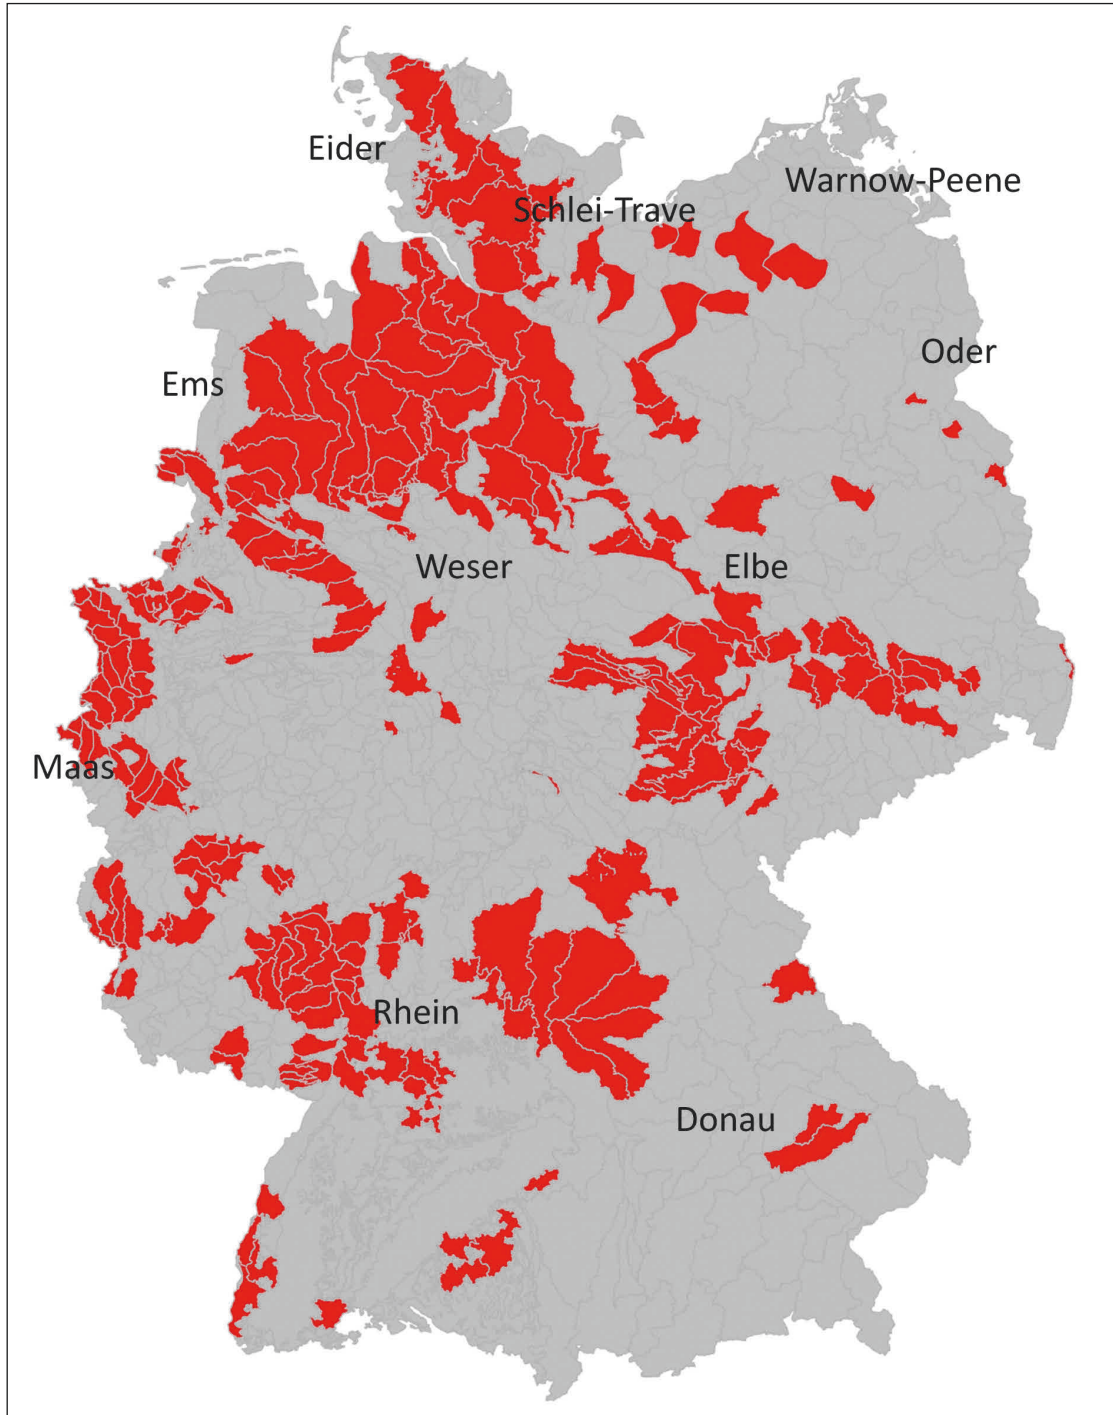 Eider
Warnow-Peene
Schlei-Trave
Oder
Ems
Weser
Elbe
Maas
Rhein
Donau